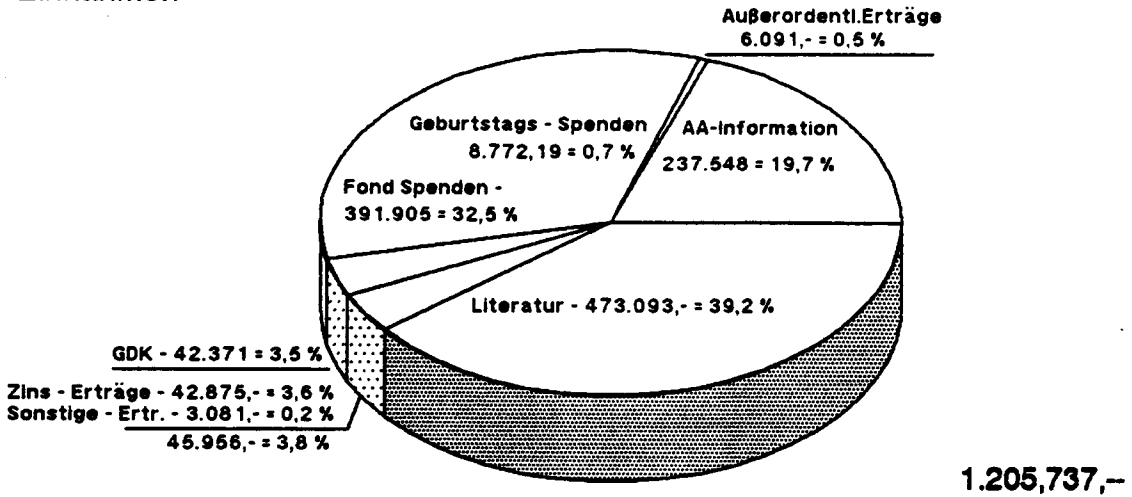 Außerordentl.Erträge
6.091,- = 0,5 %
Geburtstags - Spenden
8.772,19 = 0,7 %
AA-Information
237.548 = 19,7 %
Fond Spenden -
391.905 = 32,5 %
Literatur - 473.093,- = 39,2 %
GDK - 42.371 = 3,5 %
Zins - Erträge - 42.875,- = 3,6 %
Sonstige - Ertr. - 3.081,- = 0,2 %
45.956,- = 3,8 %
1.205,737,--